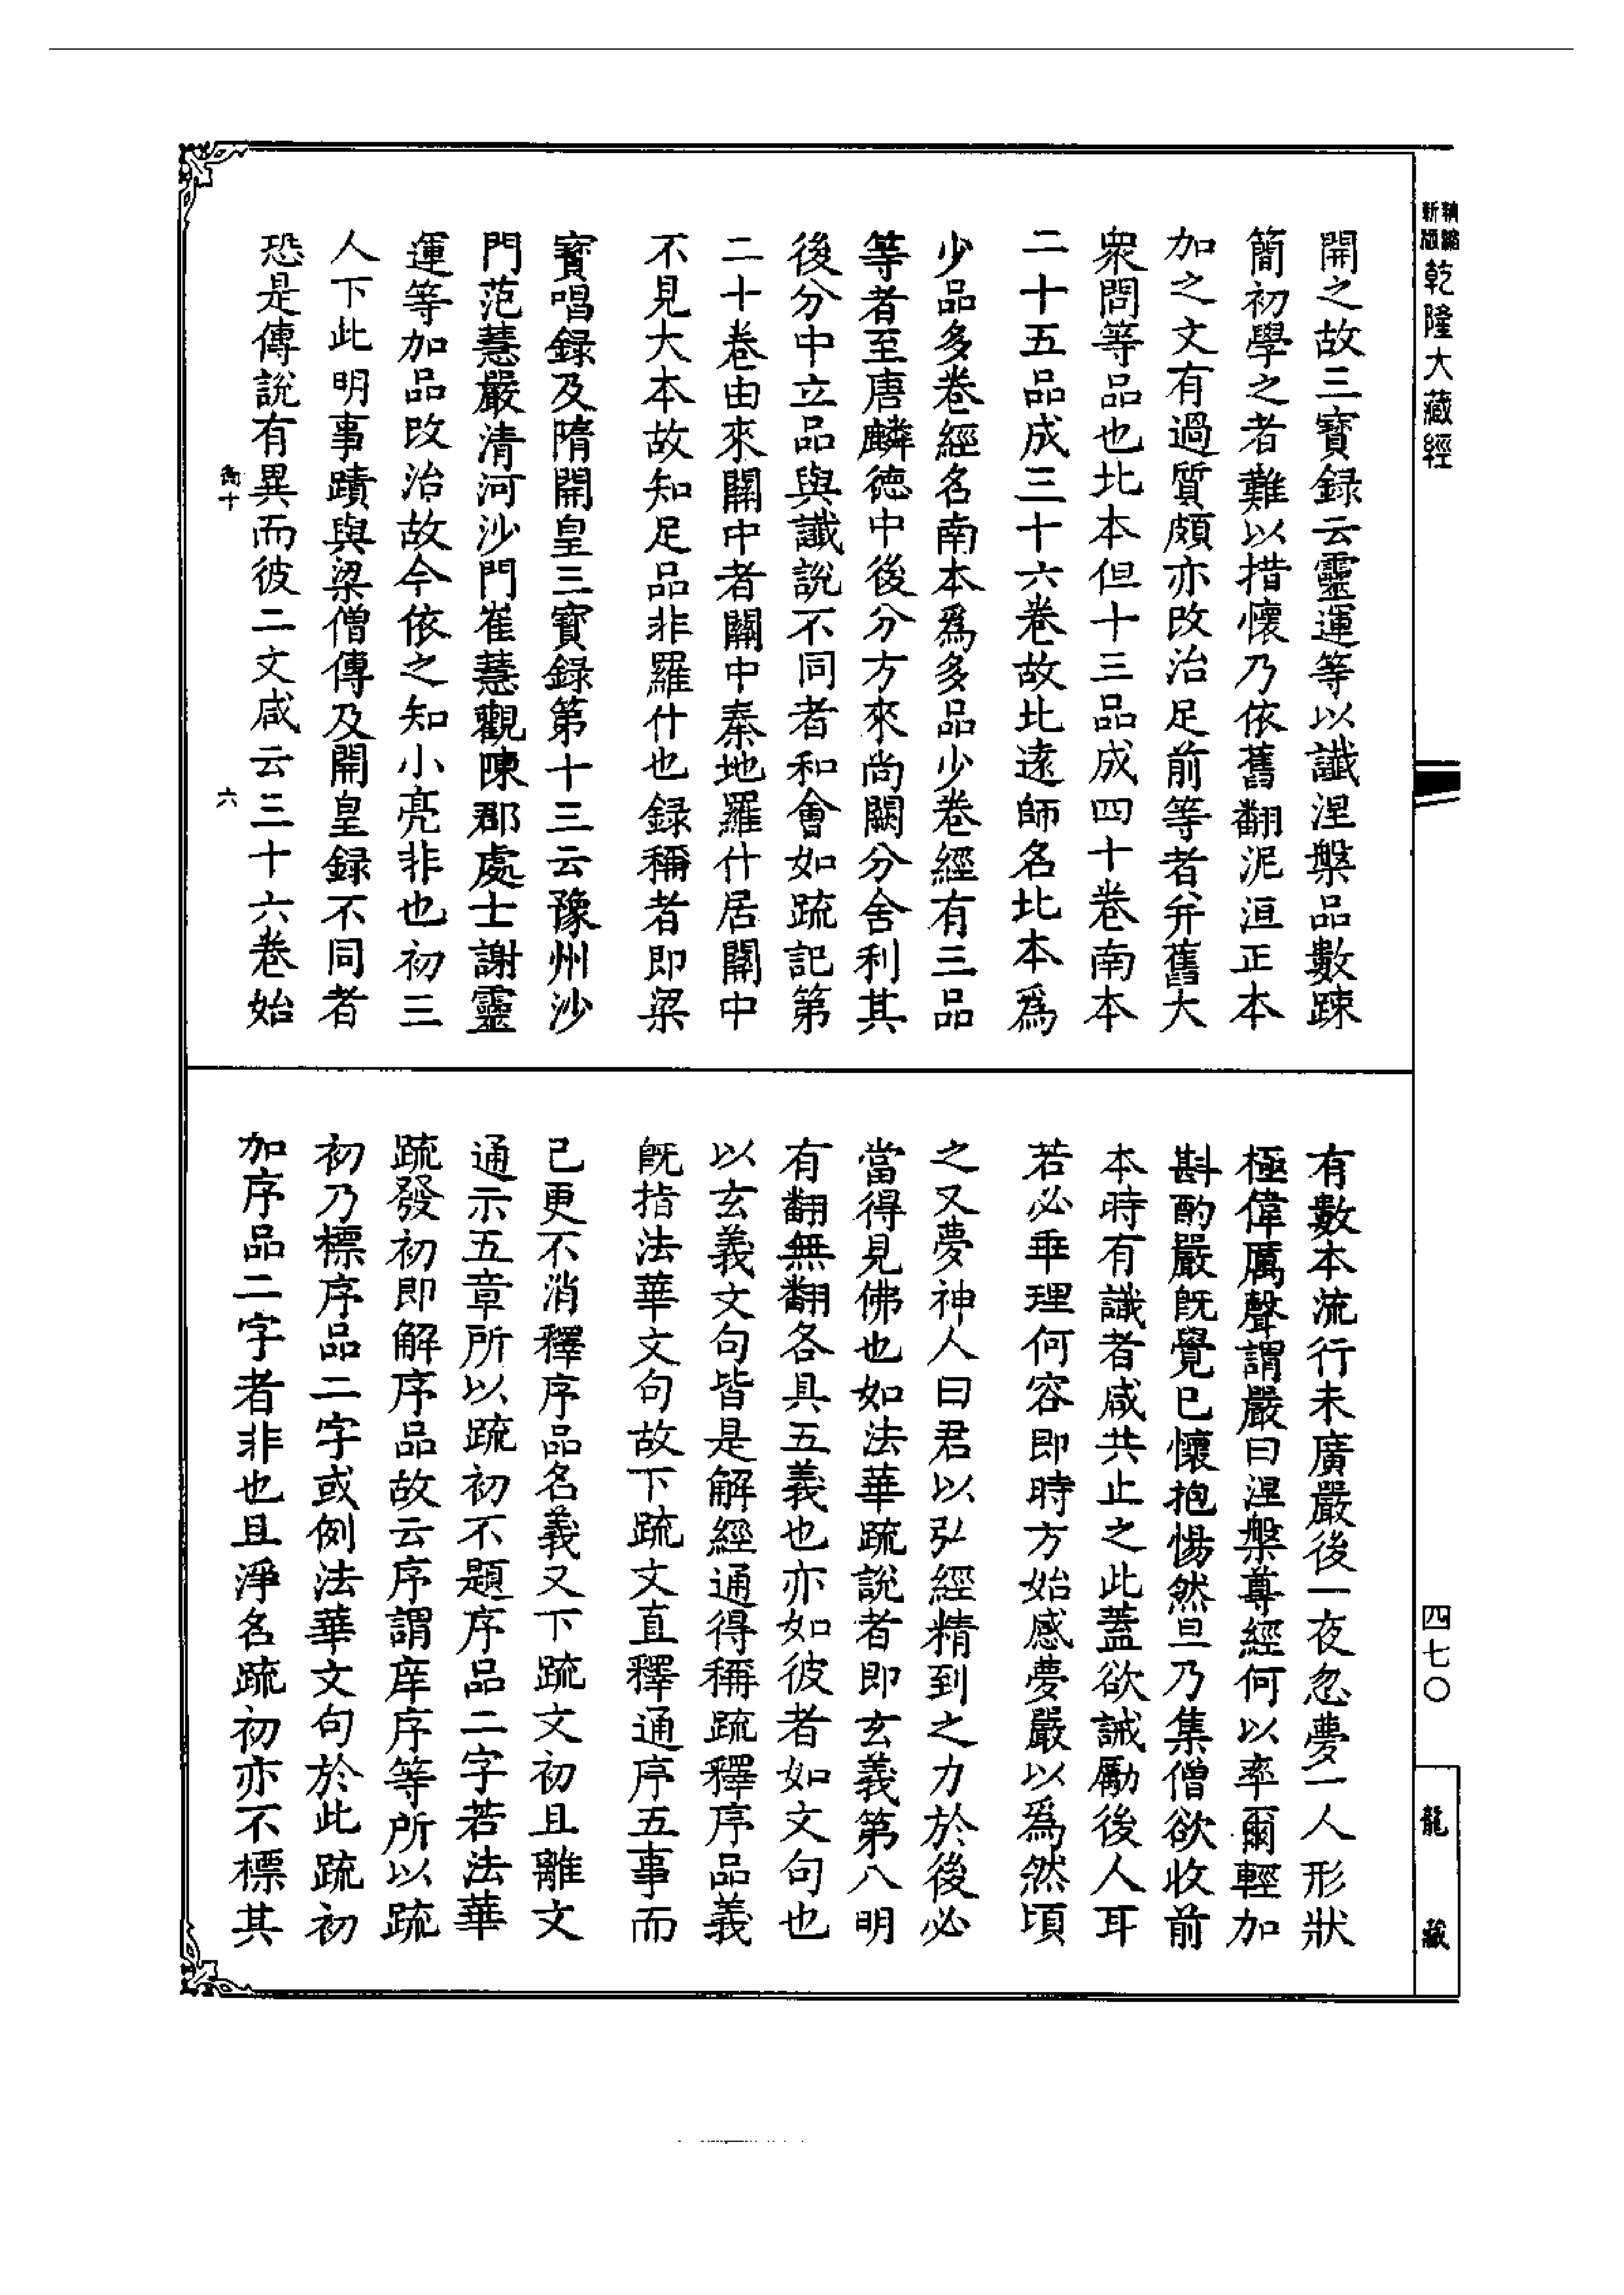 新版精縮乾隆大藏經
開之故三寶録云靈運等以讖涅槃品數踈
簡初學之者難以措懷乃依舊翻泥洹正本
加之文有過質頗亦改治足前等者弁舊大
衆問等品也北本但十三品成四十卷南本
二十五品成三十六卷故北遠師名北本爲
少品多卷經名南本爲多品少卷經有三品
等者至唐麟德中後分方來尚闕分舍利其
後分中立品與讖說不同者和會如疏記第
二十卷由來關中者關中秦地羅什居關中
不見大本故知足品非羅什也録稱者即梁
寶唱録及隋開皇三寶録第十三云豫州沙
門范慧嚴清河沙門崔慧觀陳郡處士謝靈
運等加品改治故今依之知小亮非也初三
人下此明事蹟與梁僧傳及開皇録不同者
恐是傳說有異而彼二文咸云三十六卷始
衡十
六
有數本流行未廣嚴後一夜忽夢一人形狀
極偉厲聲謂嚴曰涅槃尊經何以率爾輕加
斟酌嚴旣覺已懷抱惕然旦乃集僧欲收前
本時有識者咸共止之此蓋欲誡勵後人耳
若必乖理何容即時方始感夢嚴以爲然頃
之又夢神人曰君以弘經精到之力於後必
當得見佛也如法華疏說者即玄義第八明
有翻無翻各具五義也亦如彼者如文句也
以玄義文句皆是解經通得稱疏釋序品義
旣指法華文句故下疏文直釋通序五事而
已更不消釋序品名義又下疏文初且離文
通示五章所以疏初不題序品二字若法華
疏發初即解序品故云序謂庠序等所以疏
初乃標序品二字或例法華文句於此疏初
加序品二字者非也且淨名疏初亦不標其
四七〇
龍藏